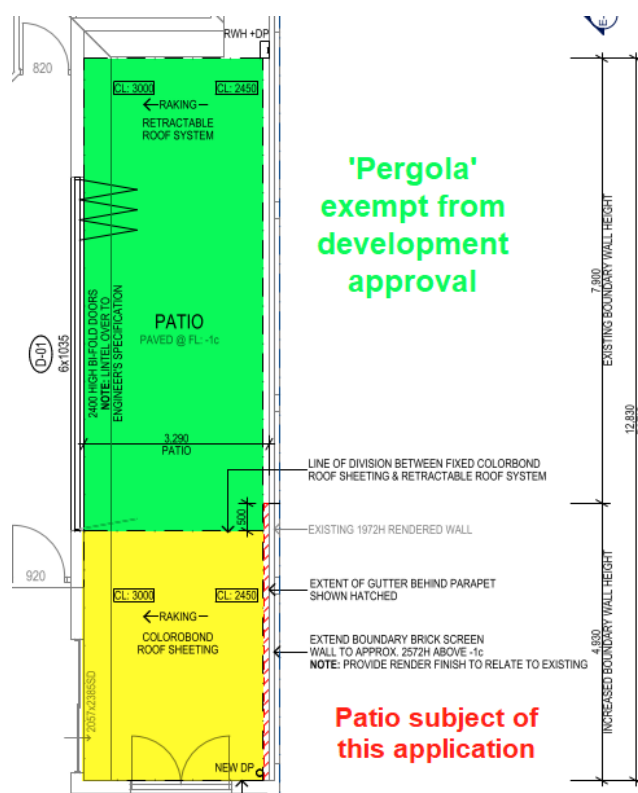 RWH +DP
E-
820
CL: 3000
CL: 2450
RAKING
RETRACTABLE
ROOF SYSTEM
'Pergola'
exempt from
development
approval
EXISTING BOUNDARY WALL HEIGHT
7,900
12,830
D-01
6x1035
2400 HIGH BI-FOLD DOORS
NOTE: LINTEL OVER TO
ENGINEER'S SPECIFICATION
PATIO
PAVED @ FL: -1c
3,290
PATIO
LINE OF DIVISION BETWEEN FIXED COLORBOND
ROOF SHEETING & RETRACTABLE ROOF SYSTEM
500
EXISTING 1972H RENDERED WALL
920
CL: 3000
CL: 2450
RAKING
COLOROBOND
ROOF SHEETING
EXTENT OF GUTTER BEHIND PARAPET
SHOWN HATCHED
EXTEND BOUNDARY BRICK SCREEN
WALL TO APPROX. 2572H ABOVE -1c
NOTE: PROVIDE RENDER FINISH TO RELATE TO EXISTING
4,930
INCREASED BOUNDARY WALL HEIGHT
2057x2385SD
Patio subject of
this application
NEW DP